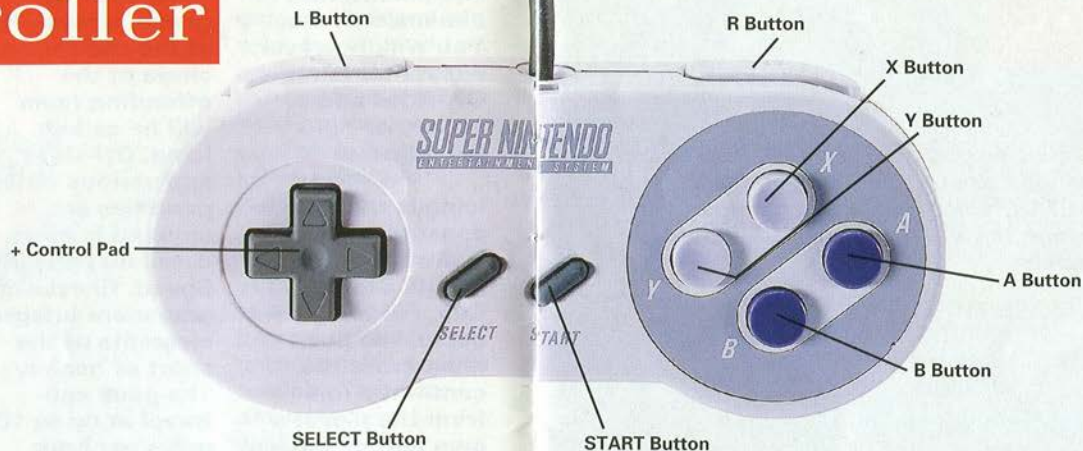 oller
L Button
R Button
X Button
Y Button
SUPER NINTENDO
ENTERTAINMENT SYSTEM
X
A
+ Control Pad
A Button
Y
SELECT
START
B
B Button
SELECT Button
START Button